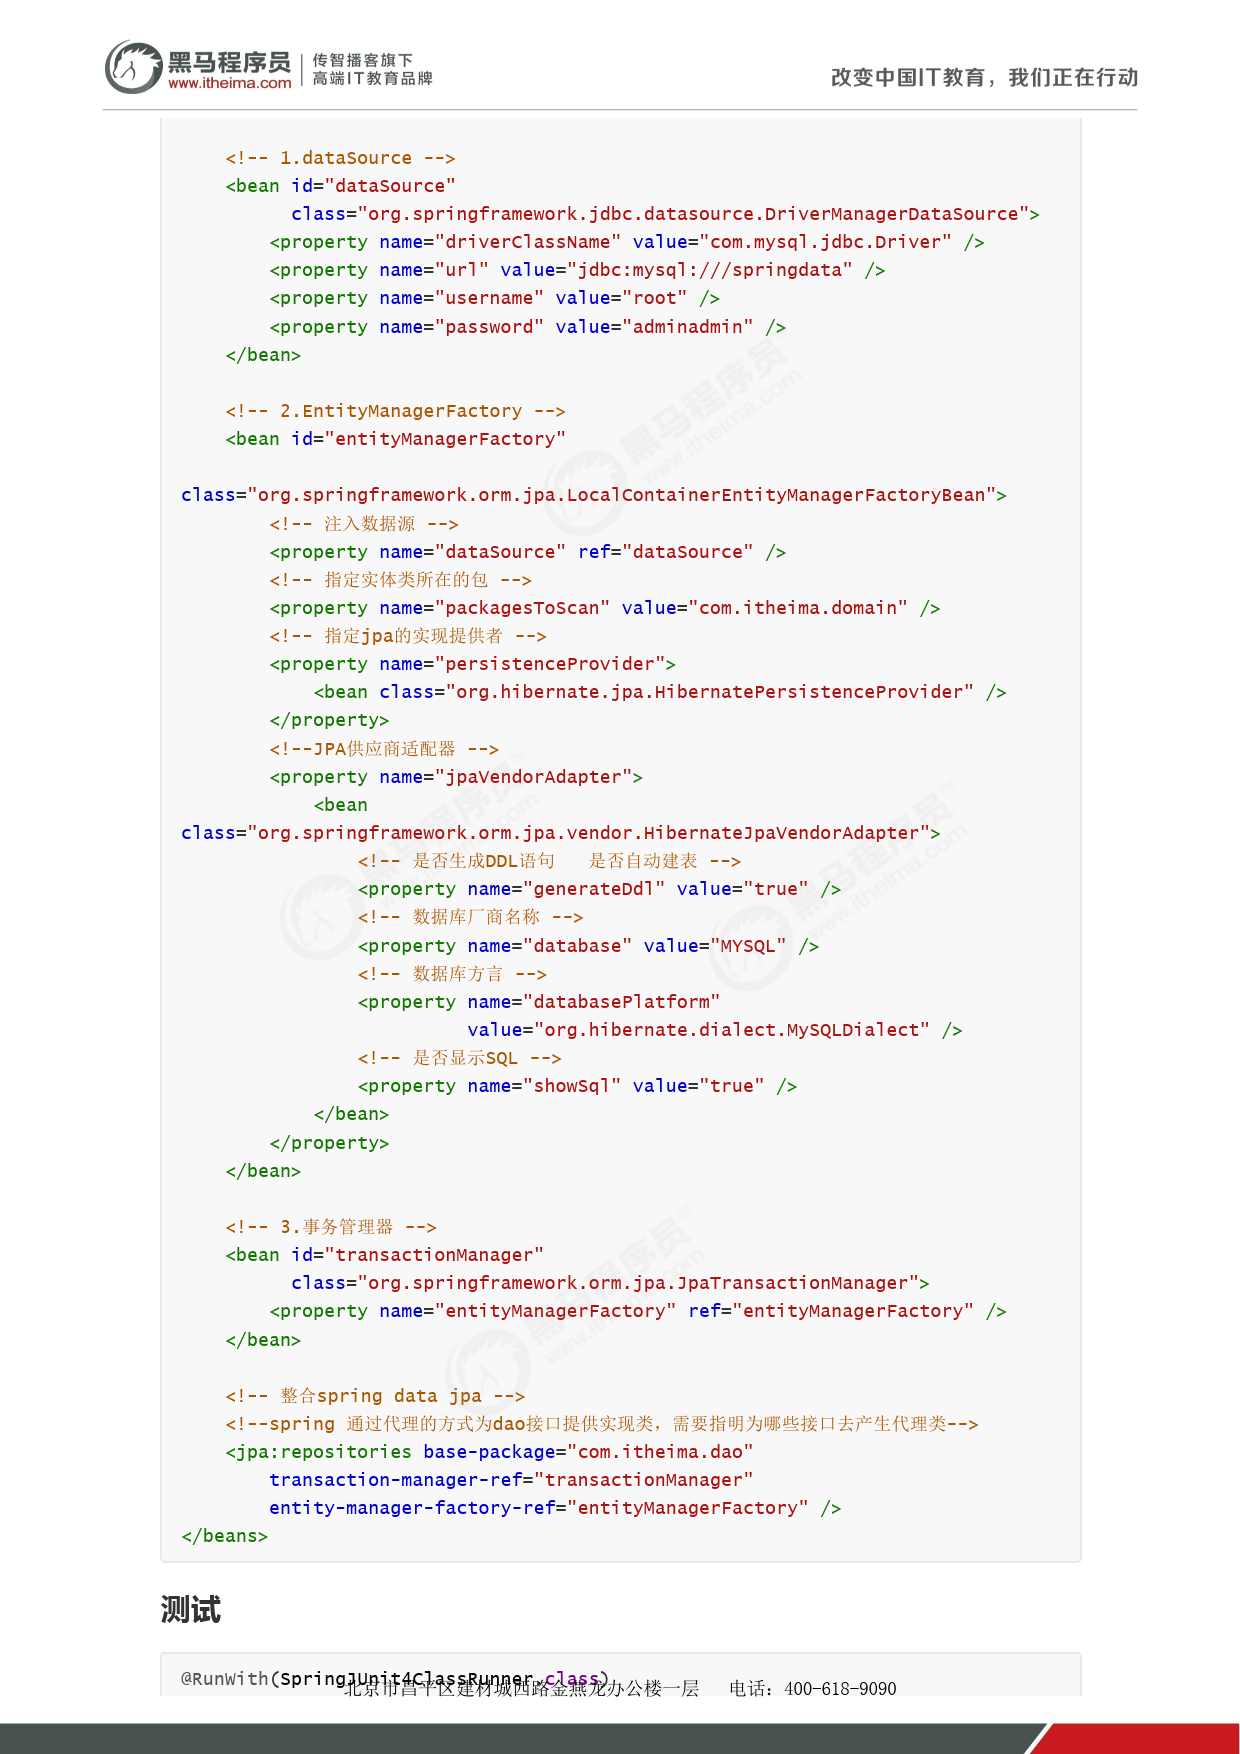 黑马程序员
www.itheima.com
传智播客旗下
高端IT教育品牌
改变中国IT教育，我们正在行动
<!-- 1.dataSource -->
<bean id="dataSource"
class="org.springframework.jdbc.datasource.DriverManagerDataSource">
<property name="driverClassName" value="com.mysql.jdbc.Driver" />
<property name="url" value="jdbc:mysql:///springdata" />
<property name="username" value="root" />
<property name="password" value="adminadmin" />
</bean>
<!-- 2.EntityManagerFactory -->
<bean id="entityManagerFactory"
class="org.springframework.orm.jpa.LocalContainerEntityManagerFactoryBean">
<!-- 注入数据源 -->
<property name="dataSource" ref="dataSource" />
<!-- 指定实体类所在的包 -->
<property name="packagesToScan" value="com.itheima.domain" />
<!-- 指定jpa的实现提供者 -->
<property name="persistenceProvider">
<bean class="org.hibernate.jpa.HibernatePersistenceProvider" />
</property>
<!--JPA供应商适配器 -->
<property name="jpaVendorAdapter">
<bean
class="org.springframework.orm.jpa.vendor.HibernateJpaVendorAdapter">
<!-- 是否生成DDL语句   是否自动建表 -->
<property name="generateDdl" value="true" />
<!-- 数据库厂商名称 -->
<property name="database" value="MYSQL" />
<!-- 数据库方言 -->
<property name="databasePlatform"
value="org.hibernate.dialect.MySQLDialect" />
<!-- 是否显示SQL -->
<property name="showSql" value="true" />
</bean>
</property>
</bean>
<!-- 3.事务管理器 -->
<bean id="transactionManager"
class="org.springframework.orm.jpa.JpaTransactionManager">
<property name="entityManagerFactory" ref="entityManagerFactory" />
</bean>
<!-- 整合spring data jpa -->
<!--spring 通过代理的方式为dao接口提供实现类，需要指明为哪些接口去产生代理类-->
<jpa:repositories base-package="com.itheima.dao"
transaction-manager-ref="transactionManager"
entity-manager-factory-ref="entityManagerFactory" />
</beans>
测试
@RunWith(SpringJUnit4ClassRunner.class)
北京市昌平区建材城西路金燕龙办公楼一层   电话：400-618-9090